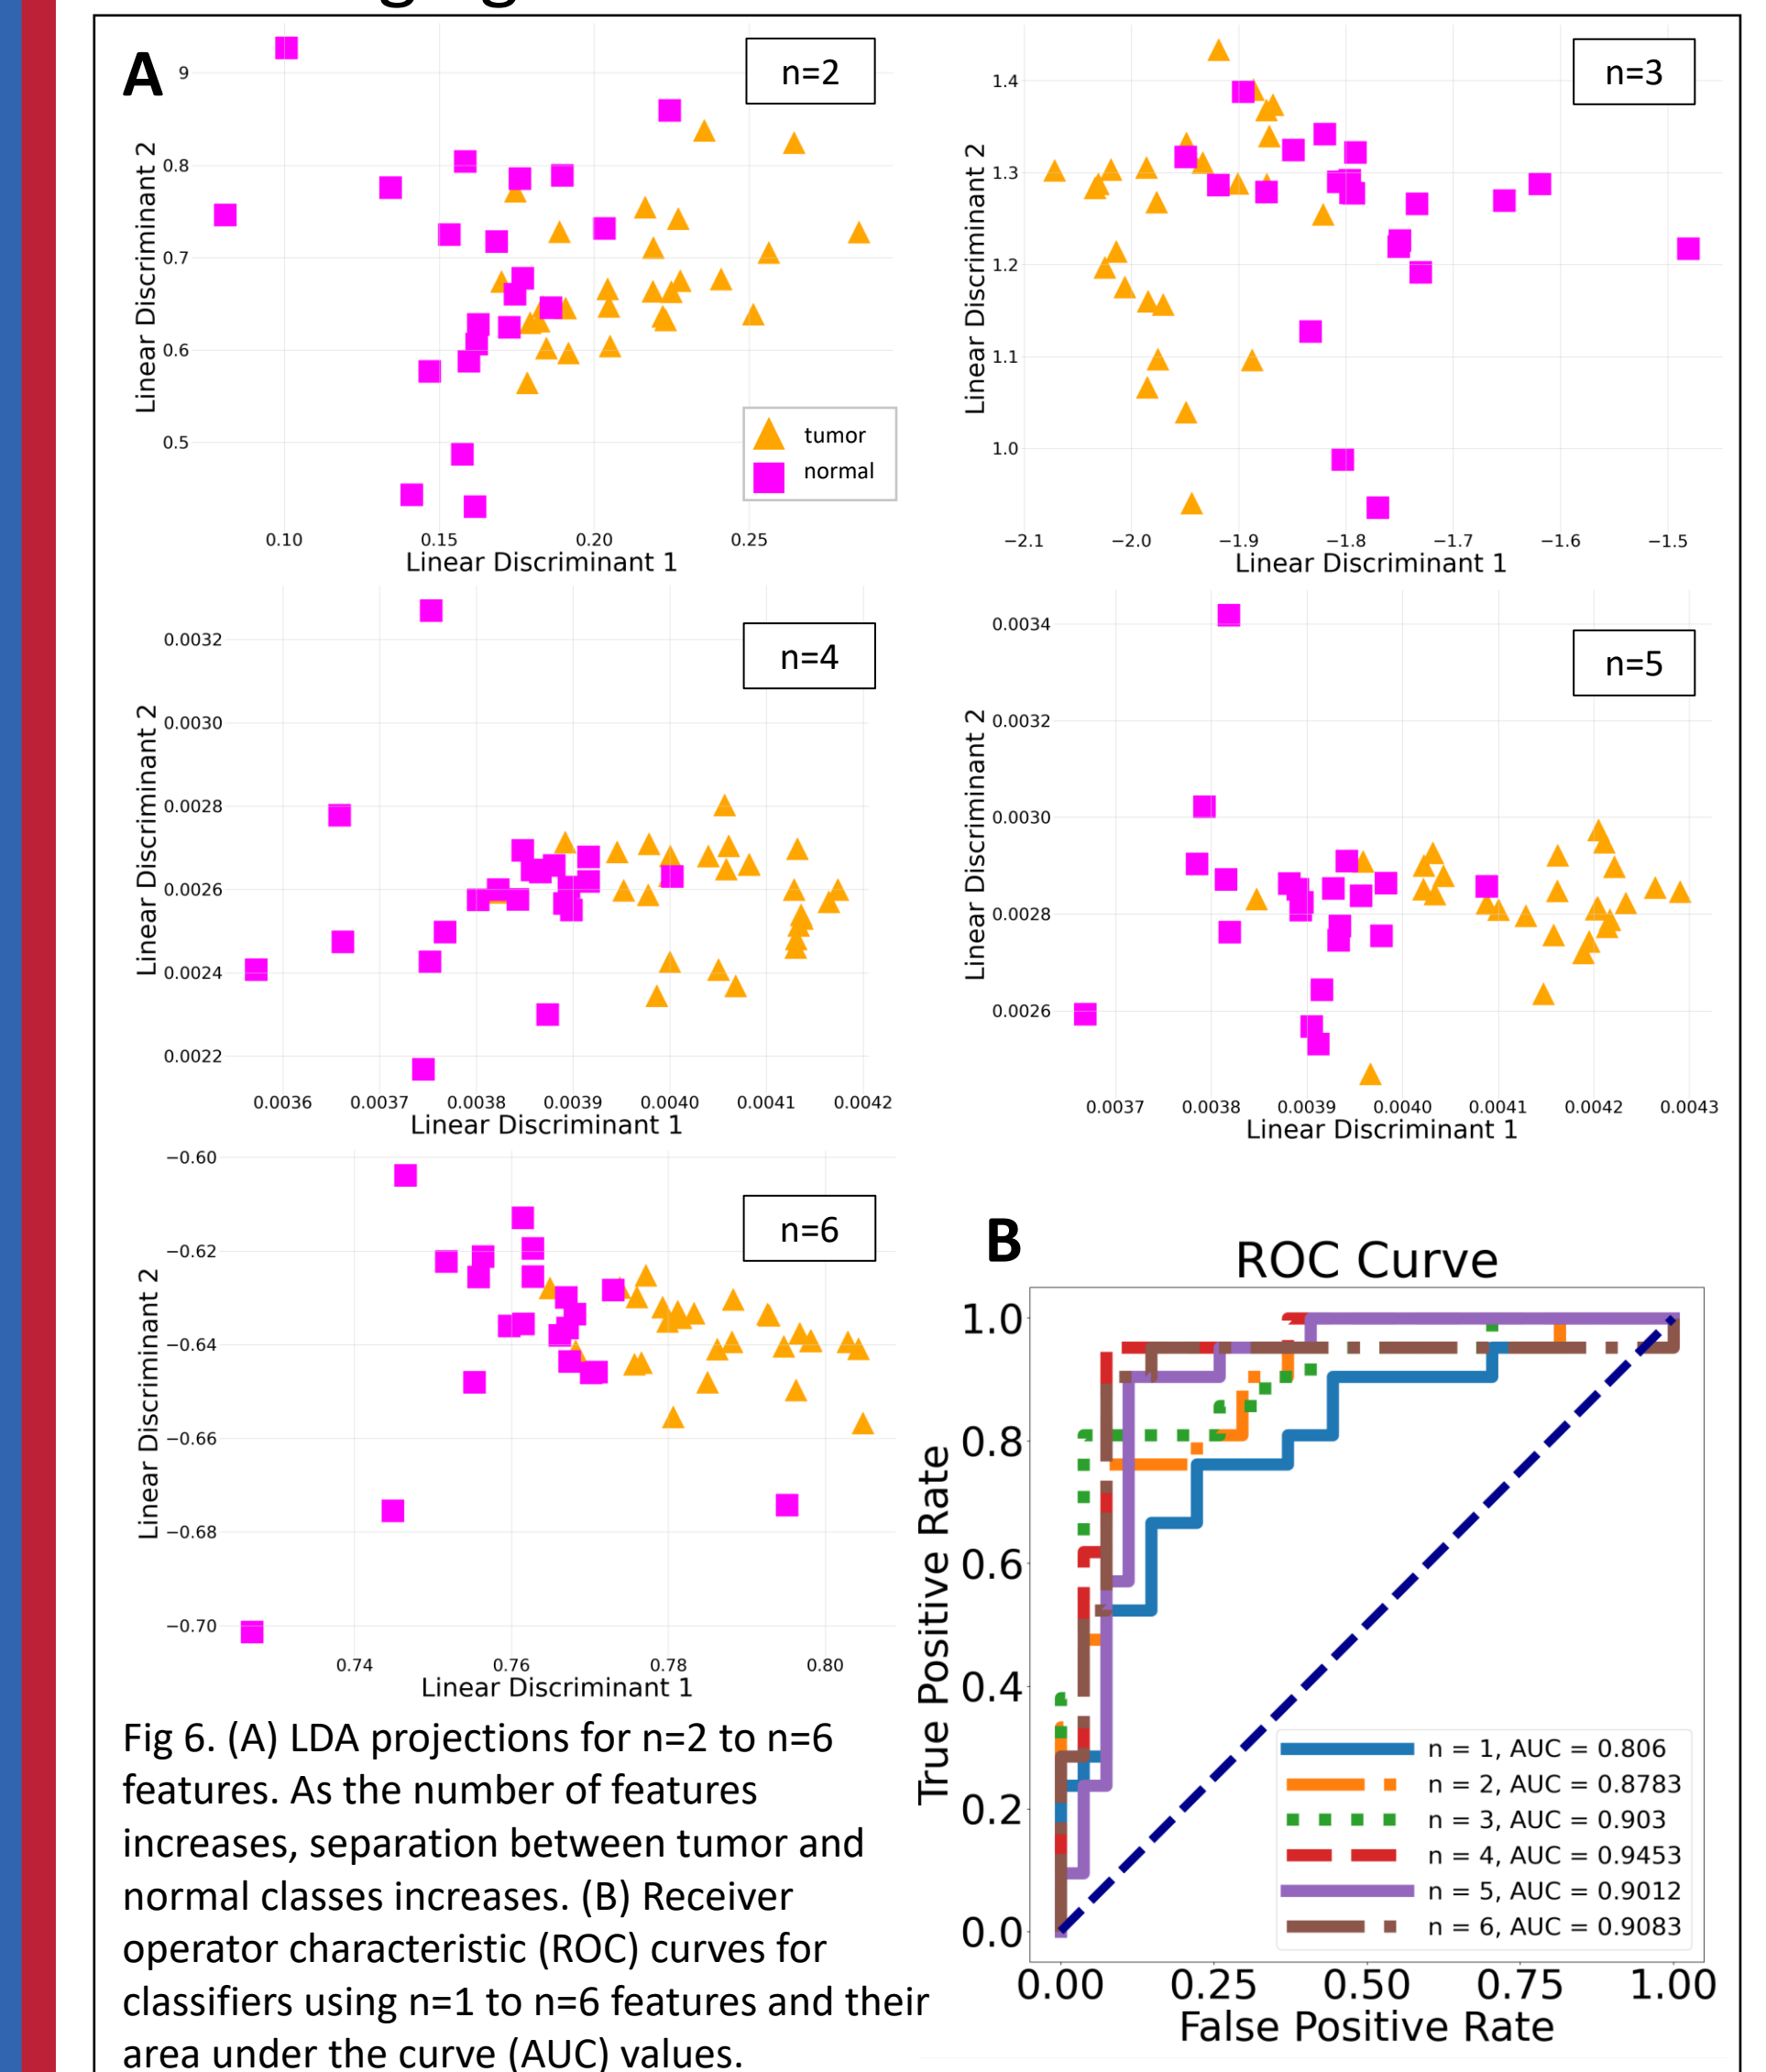 A
n=2
9
0.8
0.7
0.6
0.5
Linear Discriminant 2
tumor
normal
0.10 0.15 0.20 0.25
Linear Discriminant 1
n=3
1.4
1.3
1.2
1.1
1.0
Linear Discriminant 2
−2.1 −2.0 −1.9 −1.8 −1.7 −1.6 −1.5
Linear Discriminant 1
n=4
0.0032
0.0030
0.0028
0.0026
0.0024
0.0022
Linear Discriminant 2
0.0036 0.0037 0.0038 0.0039 0.0040 0.0041 0.0042
Linear Discriminant 1
n=5
0.0034
0.0032
0.0030
0.0028
0.0026
Linear Discriminant 2
0.0037 0.0038 0.0039 0.0040 0.0041 0.0042 0.0043
Linear Discriminant 1
n=6
−0.60
−0.62
−0.64
−0.66
−0.68
−0.70
Linear Discriminant 2
0.74 0.76 0.78 0.80
Linear Discriminant 1
B
ROC Curve
1.0
0.8
0.6
0.4
0.2
0.0
True Positive Rate
n = 1, AUC = 0.806
n = 2, AUC = 0.8783
n = 3, AUC = 0.903
n = 4, AUC = 0.9453
n = 5, AUC = 0.9012
n = 6, AUC = 0.9083
0.00 0.25 0.50 0.75 1.00
False Positive Rate
Fig 6. (A) LDA projections for n=2 to n=6
features. As the number of features
increases, separation between tumor and
normal classes increases. (B) Receiver
operator characteristic (ROC) curves for
classifiers using n=1 to n=6 features and their
area under the curve (AUC) values.